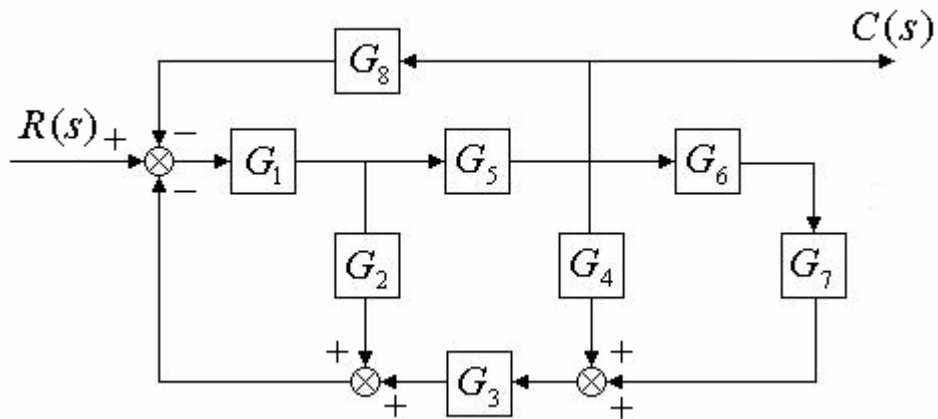 C(s)
G₈
R(s) +
−
G₁
G₅
G₆
−
G₂
G₄
G₇
+
+
G₃
+
+